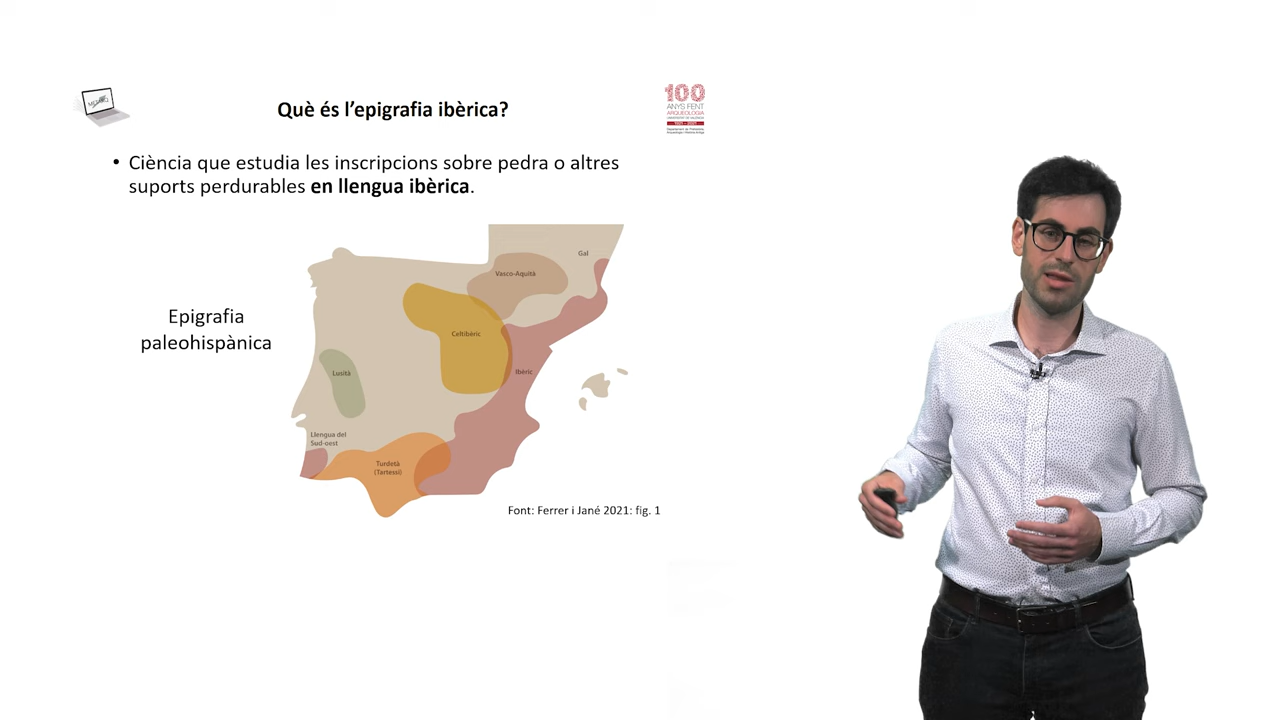 Què és l'epigrafia ibèrica?
100
ANYS FENT
ARQUEOLOGIA
• Ciència que estudia les inscripcions sobre pedra o altres
suports perdurables en llengua ibèrica.
Gal
Vasco-Aquità
Epigrafia
paleohispànica
Celtibèric
Lusità
Ibèric
Llengua del
Sud-oest
Turdetà
(Tartessi)
Font: Ferrer i Jané 2021: fig. 1